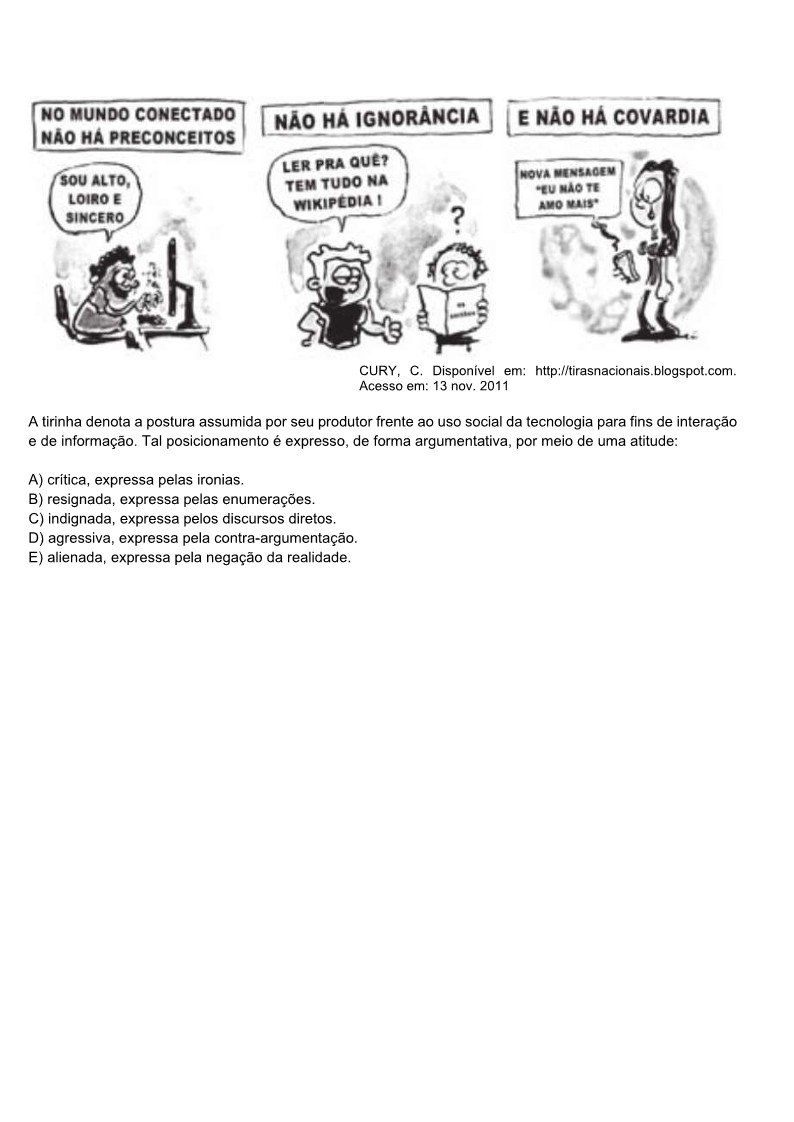 NO MUNDO CONECTADO
NÃO HÁ PRECONCEITOS
SOU ALTO,
LOIRO E
SINCERO
NÃO HÁ IGNORÂNCIA
LER PRA QUÊ?
TEM TUDO NA
WIKIPÉDIA !
?
E NÃO HÁ COVARDIA
NOVA MENSAGEM
"EU NÃO TE
AMO MAIS"
CURY, C. Disponível em: http://tirasnacionais.blogspot.com.
Acesso em: 13 nov. 2011
A tirinha denota a postura assumida por seu produtor frente ao uso social da tecnologia para fins de interação
e de informação. Tal posicionamento é expresso, de forma argumentativa, por meio de uma atitude:
A) crítica, expressa pelas ironias.
B) resignada, expressa pelas enumerações.
C) indignada, expressa pelos discursos diretos.
D) agressiva, expressa pela contra-argumentação.
E) alienada, expressa pela negação da realidade.